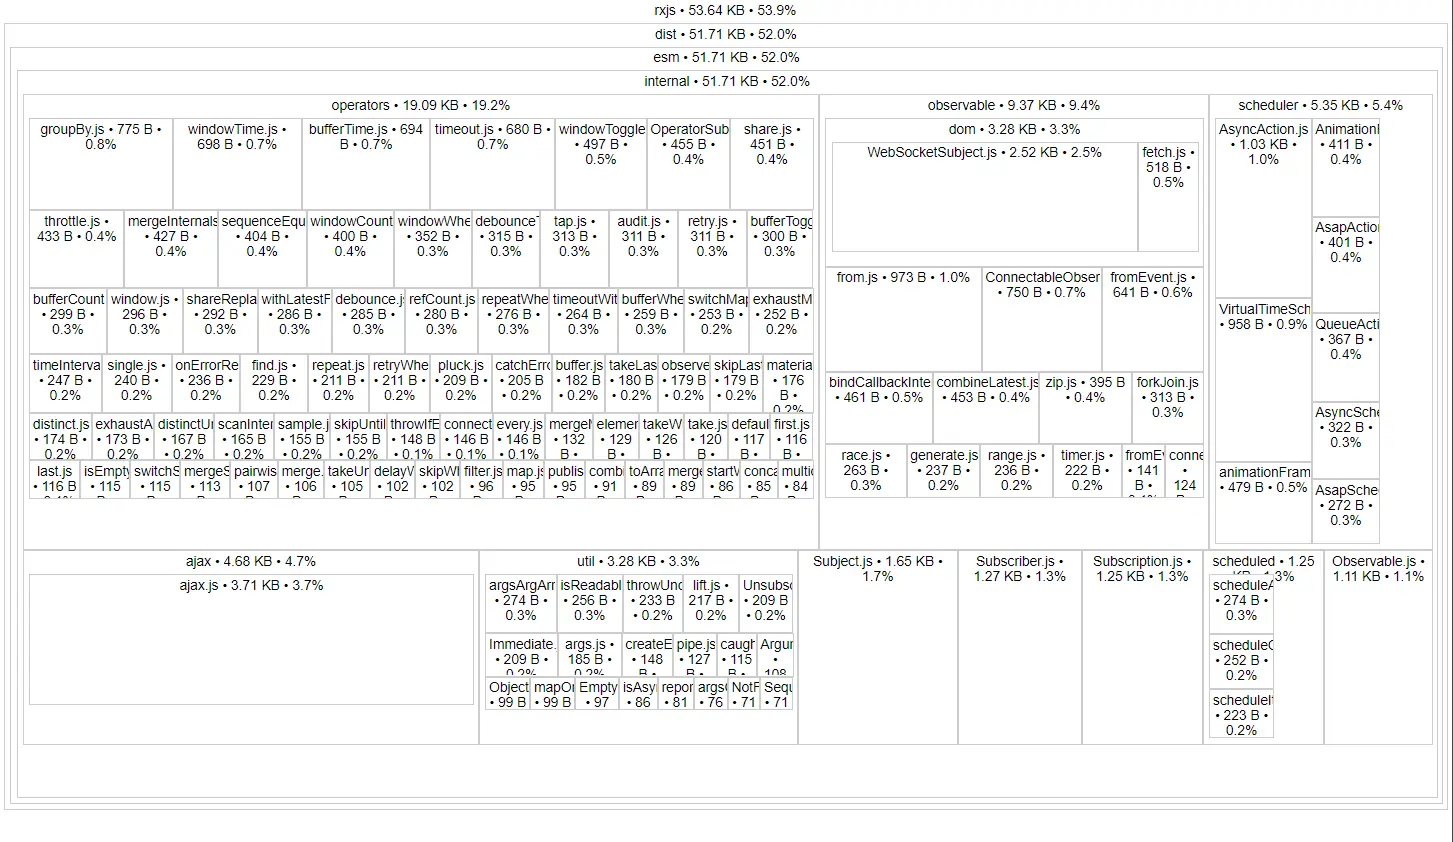 rxjs • 53.64 KB • 53.9%
dist • 51.71 KB • 52.0%
esm • 51.71 KB • 52.0%
internal • 51.71 KB • 52.0%
operators • 19.09 KB • 19.2%
groupBy.js • 775 B •
0.8%
windowTime.js •
698 B • 0.7%
bufferTime.js • 694
B • 0.7%
timeout.js • 680 B •
0.7%
windowToggle
• 497 B •
0.5%
OperatorSub
• 455 B •
0.4%
share.js •
451 B •
0.4%
throttle.js •
433 B • 0.4%
mergeInternals
• 427 B •
0.4%
sequenceEqu
• 404 B •
0.4%
windowCount
• 400 B •
0.4%
windowWhe
• 352 B •
0.3%
debounceT
• 315 B •
0.3%
tap.js •
313 B •
0.3%
audit.js •
311 B •
0.3%
retry.js •
311 B •
0.3%
bufferTogg
• 300 B •
0.3%
bufferCount
• 299 B •
0.3%
window.js •
296 B •
0.3%
shareRepla
• 292 B •
0.3%
withLatestF
• 286 B •
0.3%
debounce.j
• 285 B •
0.3%
refCount.js
• 280 B •
0.3%
repeatWhe
• 276 B •
0.3%
timeoutWit
• 264 B •
0.3%
bufferWhe
• 259 B •
0.3%
switchMap
• 253 B •
0.2%
exhaustM
• 252 B •
0.2%
timeInterva
• 247 B •
0.2%
single.js •
240 B •
0.2%
onErrorRe
• 236 B •
0.2%
find.js •
229 B •
0.2%
repeat.js
• 211 B •
0.2%
retryWhe
• 211 B •
0.2%
pluck.js
• 209 B •
0.2%
catchErrc
• 205 B
• 0.2%
buffer.js
• 182 B
• 0.2%
takeLas
• 180 B
• 0.2%
observe
• 179 B
• 0.2%
skipLast
• 179 B
• 0.2%
materia
• 176
B •
0.2%
distinct.js
• 174 B •
0.2%
exhaustA
• 173 B •
0.2%
distinctUn
• 167 B •
0.2%
scanInter
• 165 B
• 0.2%
sample.j
• 155 B
• 0.2%
skipUntil
• 155 B
• 0.2%
throwIfE
• 148 B
• 0.1%
connect
• 146 B
• 0.1%
every.js
• 146 B
• 0.1%
mergeM
• 132
B •
elemen
• 129
B •
takeW
• 126
B •
take.js
• 120
B •
defaul
• 117
B •
first.js
• 116
B •
last.js
• 116 B
isEmpty
• 115
switchS
• 115
mergeS
• 113
pairwis
• 107
merge.
• 106
takeUn
• 105
delayW
• 102
skipWl
• 102
filter.js
• 96
map.js
• 95
publis
• 95
combi
• 91
toArra
• 89
merge
• 89
startV
• 86
conca
• 85
multic
• 84
observable • 9.37 KB • 9.4%
dom • 3.28 KB • 3.3%
WebSocketSubject.js • 2.52 KB • 2.5%
fetch.js •
518 B •
0.5%
from.js • 973 B • 1.0%
ConnectableObser
• 750 B • 0.7%
fromEvent.js •
641 B • 0.6%
bindCallbackInte
• 461 B • 0.5%
combineLatest.js
• 453 B • 0.4%
zip.js • 395 B
• 0.4%
forkJoin.js
• 313 B •
0.3%
race.js •
263 B •
0.3%
generate.js
• 237 B •
0.2%
range.js •
236 B •
0.2%
timer.js •
222 B •
0.2%
fromEv
• 141
B •
conne
•
124
scheduler • 5.35 KB • 5.4%
AsyncAction.js
• 1.03 KB •
1.0%
Animation
• 411 B •
0.4%
AsapAction
• 401 B •
0.4%
VirtualTimeSch
• 958 B • 0.9%
QueueActi
• 367 B •
0.4%
AsyncSche
• 322 B •
0.3%
animationFram
• 479 B • 0.5%
AsapSche
• 272 B •
0.3%
ajax • 4.68 KB • 4.7%
ajax.js • 3.71 KB • 3.7%
util • 3.28 KB • 3.3%
argsArgArr
• 274 B •
0.3%
isReadabl
• 256 B •
0.3%
throwUnc
• 233 B
• 0.2%
lift.js •
217 B •
0.2%
Unsubsc
• 209 B
• 0.2%
Immediate.
• 209 B •
0.2%
args.js •
185 B •
0.2%
createE
• 148
B •
pipe.js
• 127
B •
caugh
• 115
B •
Argur
•
108
Object
• 99 B
mapOr
• 99 B
Empty
• 97
isAsyn
• 86
repor
• 81
args
• 76
NotF
• 71
Sequ
• 71
Subject.js • 1.65 KB •
1.7%
Subscriber.js •
1.27 KB • 1.3%
Subscription.js •
1.25 KB • 1.3%
scheduled • 1.25
KB • 1.3%
scheduleA
• 274 B •
0.3%
scheduleO
• 252 B •
0.2%
scheduleIt
• 223 B •
0.2%
Observable.js •
1.11 KB • 1.1%